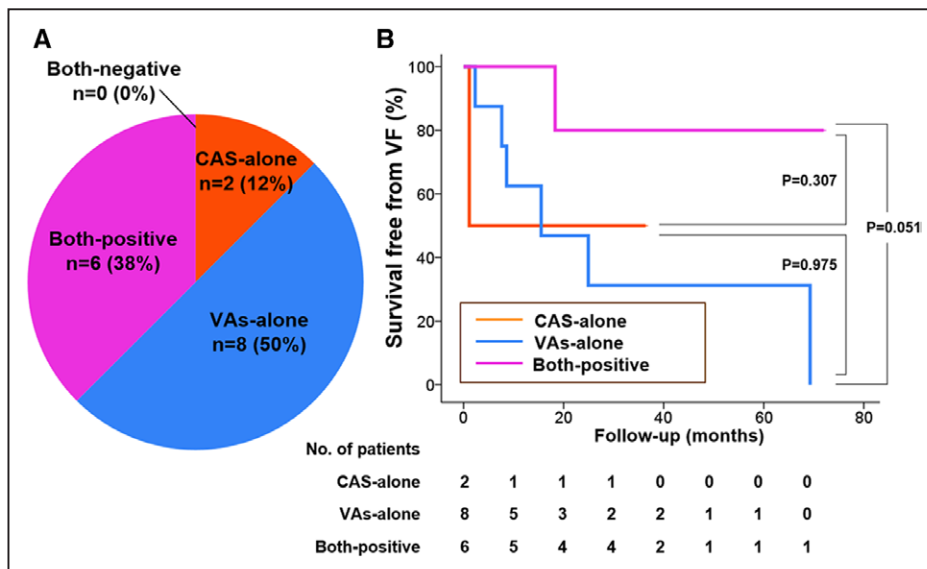 A
Both-negative
n=0 (0%)
CAS-alone
n=2 (12%)
Both-positive
n=6 (38%)
VAs-alone
n=8 (50%)
B
Survival free from VF (%)
100
80
60
40
20
0
P=0.307
P=0.051
P=0.975
CAS-alone
VAs-alone
Both-positive
0 20 40 60 80
Follow-up (months)
No. of patients
CAS-alone 2 1 1 1 0 0 0 0
VAs-alone 8 5 3 2 2 1 1 0
Both-positive 6 5 4 4 2 1 1 1